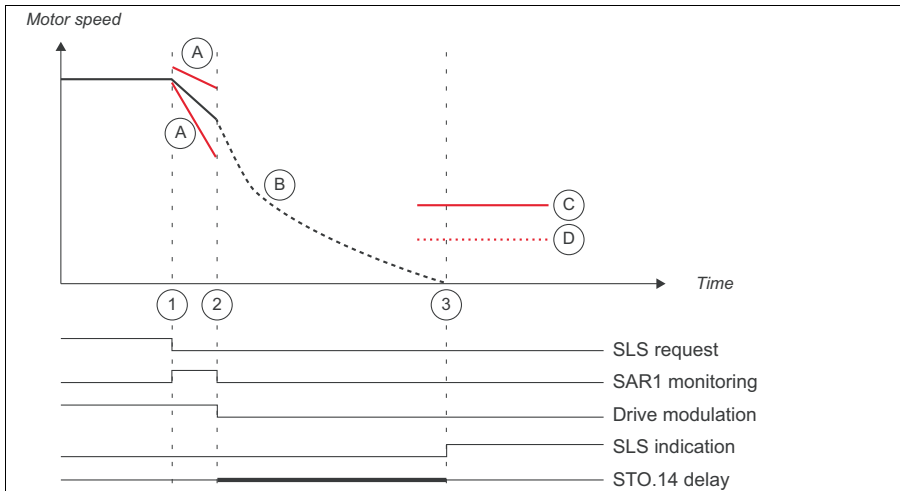 Motor speed
A
A
B
C
D
Time
1
2
3
SLS request
SAR1 monitoring
Drive modulation
SLS indication
STO.14 delay